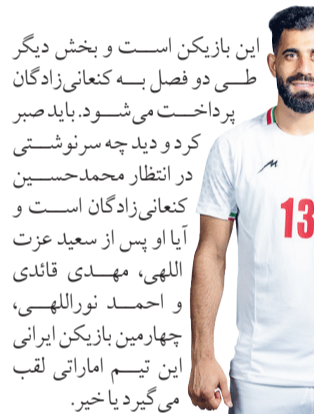 این بازیکن است و بخش دیگر
طی دو فصل به کنعانی‌زادگان
پرداخت می‌شود. باید صبر
کرد و دید چه سرنوشتی
در انتظار محمدحسین
کنعانی‌زادگان است و
آیا او پس از سعید عزت
اللهی، مهدی قائدی
و احمد نوراللهی،
چهارمین بازیکن ایرانی
این تیم اماراتی لقب
می‌گیرد یا خیر.
13